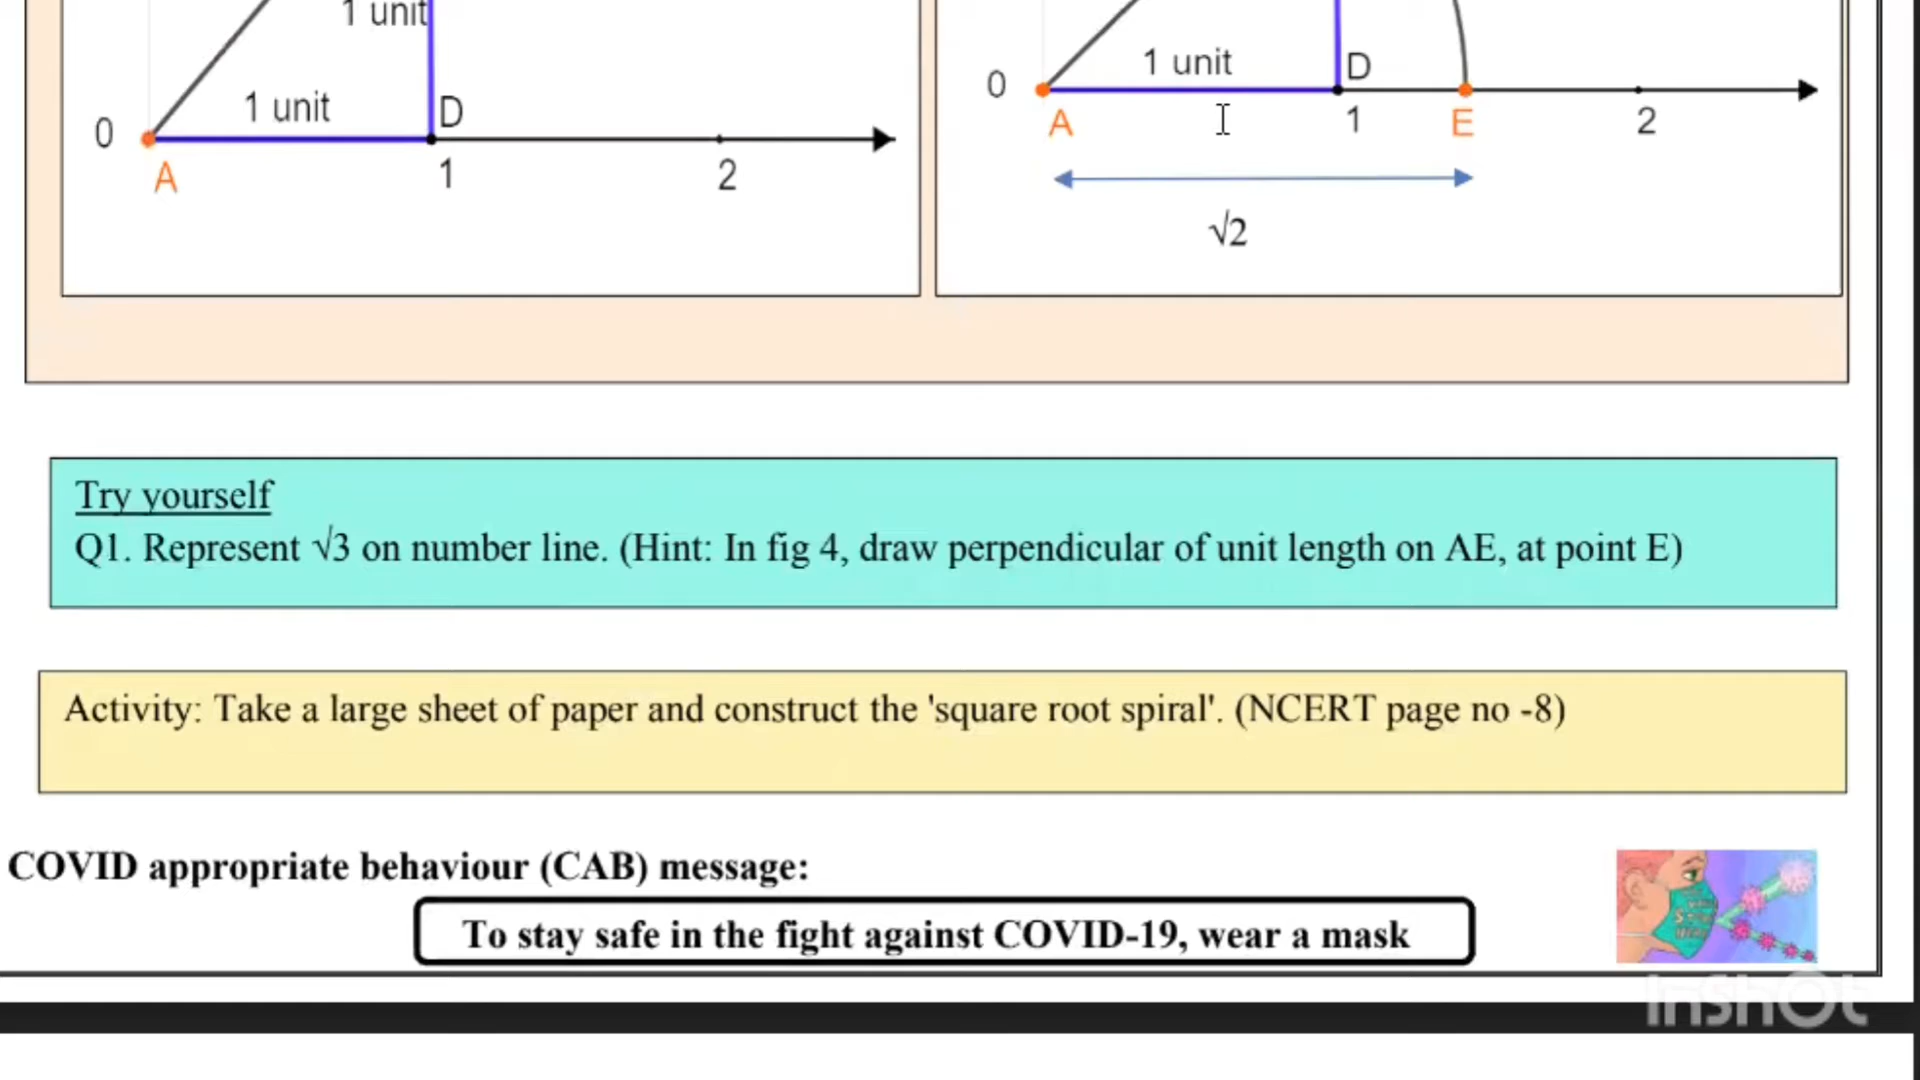 1 unit
1 unit
D
0
A
1
2
1 unit
D
0
A
1
E
2
√2
Try yourself
Q1. Represent √3 on number line. (Hint: In fig 4, draw perpendicular of unit length on AE, at point E)
Activity: Take a large sheet of paper and construct the 'square root spiral'. (NCERT page no -8)
COVID appropriate behaviour (CAB) message:
To stay safe in the fight against COVID-19, wear a mask
InShOt